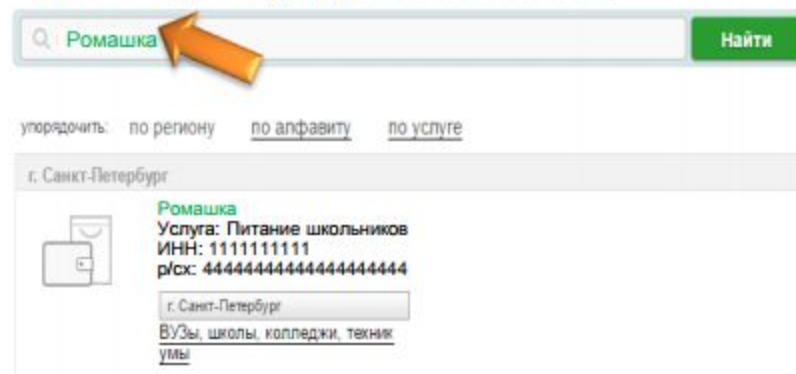 Ромашка
Найти
упорядочить: по региону по алфавиту по услуге
г. Санкт-Петербург
Ромашка
Услуга: Питание школьников
ИНН: 1111111111
р/сх: 44444444444444444444
г. Санкт-Петербург
ВУЗы, школы, колледжи, техник
умы